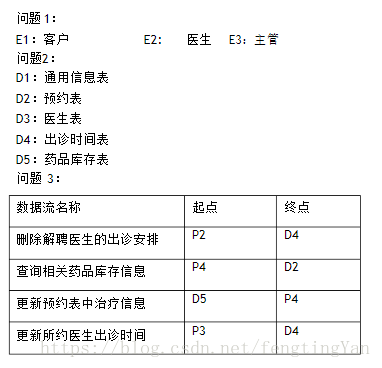 问题1：
E1：客户 E2： 医生 E3：主管
问题2：
D1：通用信息表
D2：预约表
D3：医生表
D4：出诊时间表
D5：药品库存表
问题 3：
数据流名称 起点 终点
删除解聘医生的出诊安排 P2 D4
查询相关药品库存信息 P4 D2
更新预约表中治疗信息 D5 P4
更新所约医生出诊时间 P3 D4
https://blog.csdn.net/fengtingYan